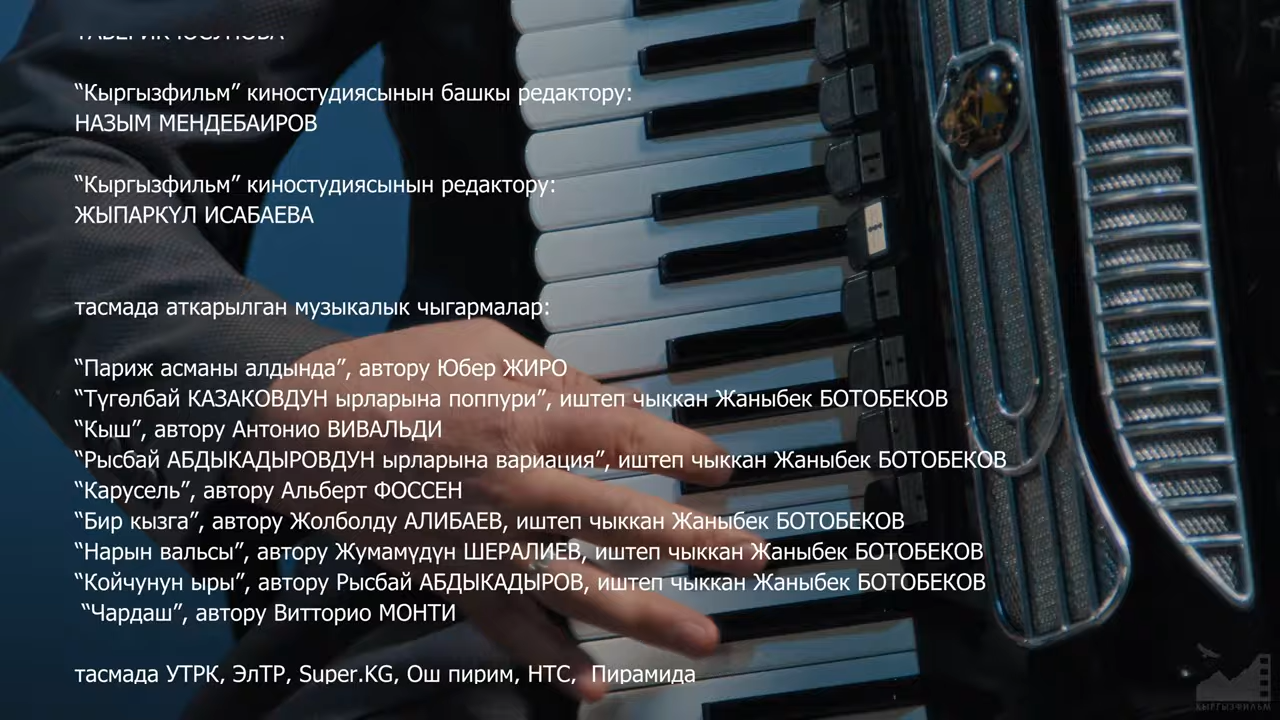 “Кыргызфильм” киностудиясынын башкы редактору:
НАЗЫМ МЕНДЕБАИРОВ
“Кыргызфильм” киностудиясынын редактору:
ЖЫПАРКҮЛ ИСАБАЕВА
тасмада аткарылган музыкалык чыгармалар:
“Париж асманы алдында”, автору Юбер ЖИРО
“Түгөлбай КАЗАКОВДУН ырларына поппури”, иштеп чыккан Жаныбек БОТОБЕКОВ
“Кыш”, автору Антонио ВИВАЛЬДИ
“Рысбай АБДЫКАДЫРОВДУН ырларына вариация”, иштеп чыккан Жаныбек БОТОБЕКОВ
“Карусель”, автору Альберт ФОССЕН
“Бир кызга”, автору Жолболду АЛИБАЕВ, иштеп чыккан Жаныбек БОТОБЕКОВ
“Нарын вальсы”, автору Жумамүдүн ШЕРАЛИЕВ, иштеп чыккан Жаныбек БОТОБЕКОВ
“Койчунун ыры”, автору Рысбай АБДЫКАДЫРОВ, иштеп чыккан Жаныбек БОТОБЕКОВ
“Чардаш”, автору Витторио МОНТИ
тасмада УТРК, ЭлТР, Super.KG, Ош пирим, НТС, Пирамида
КЫРГЫЗФИЛЬМ